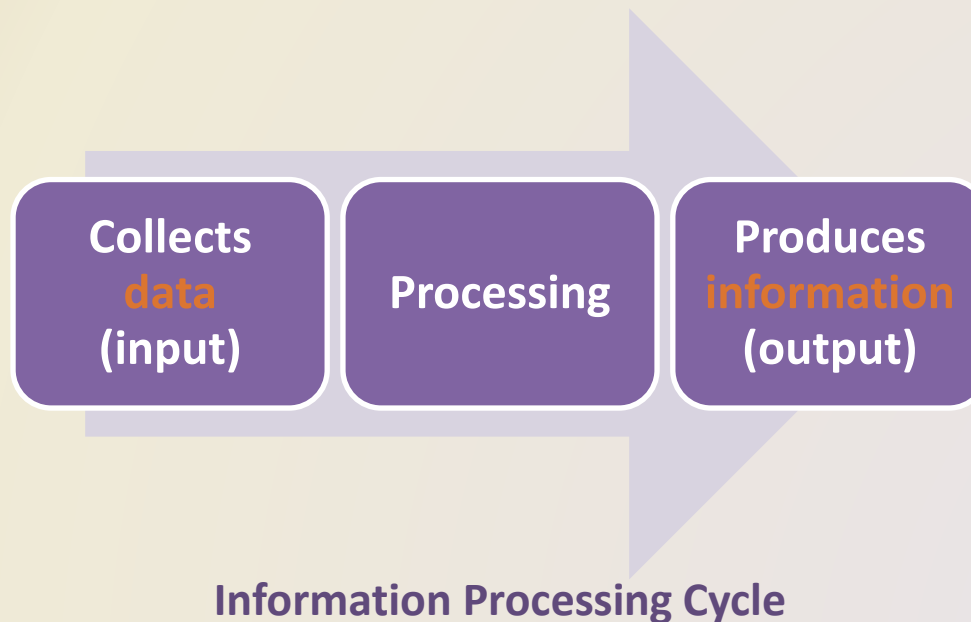 Collects
data
(input)
Processing
Produces
information
(output)
Information Processing Cycle